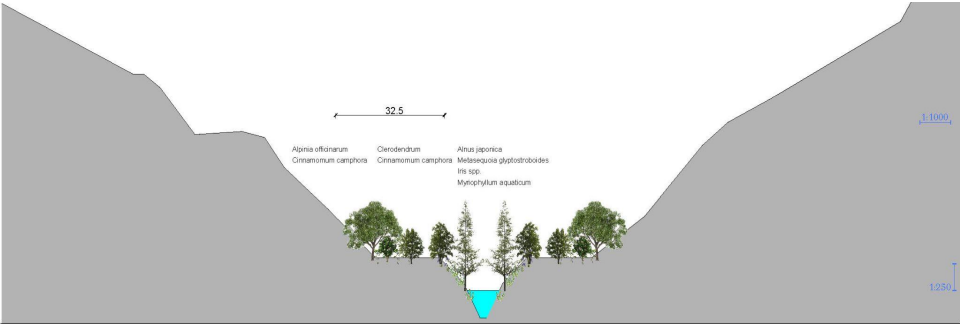 32.5
1:1000
Alpinia officinarum
Cinnamomum camphora
Clerodendrum
Cinnamomum camphora
Alnus japonica
Metasequoia glyptostroboides
Iris spp.
Myriophyllum aquaticum
1:250